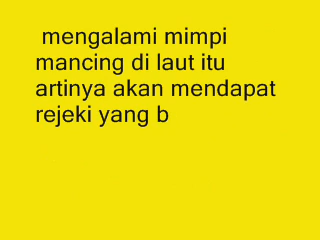 mengalami mimpi
mancing di laut itu
artinya akan mendapat
rejeki yang b